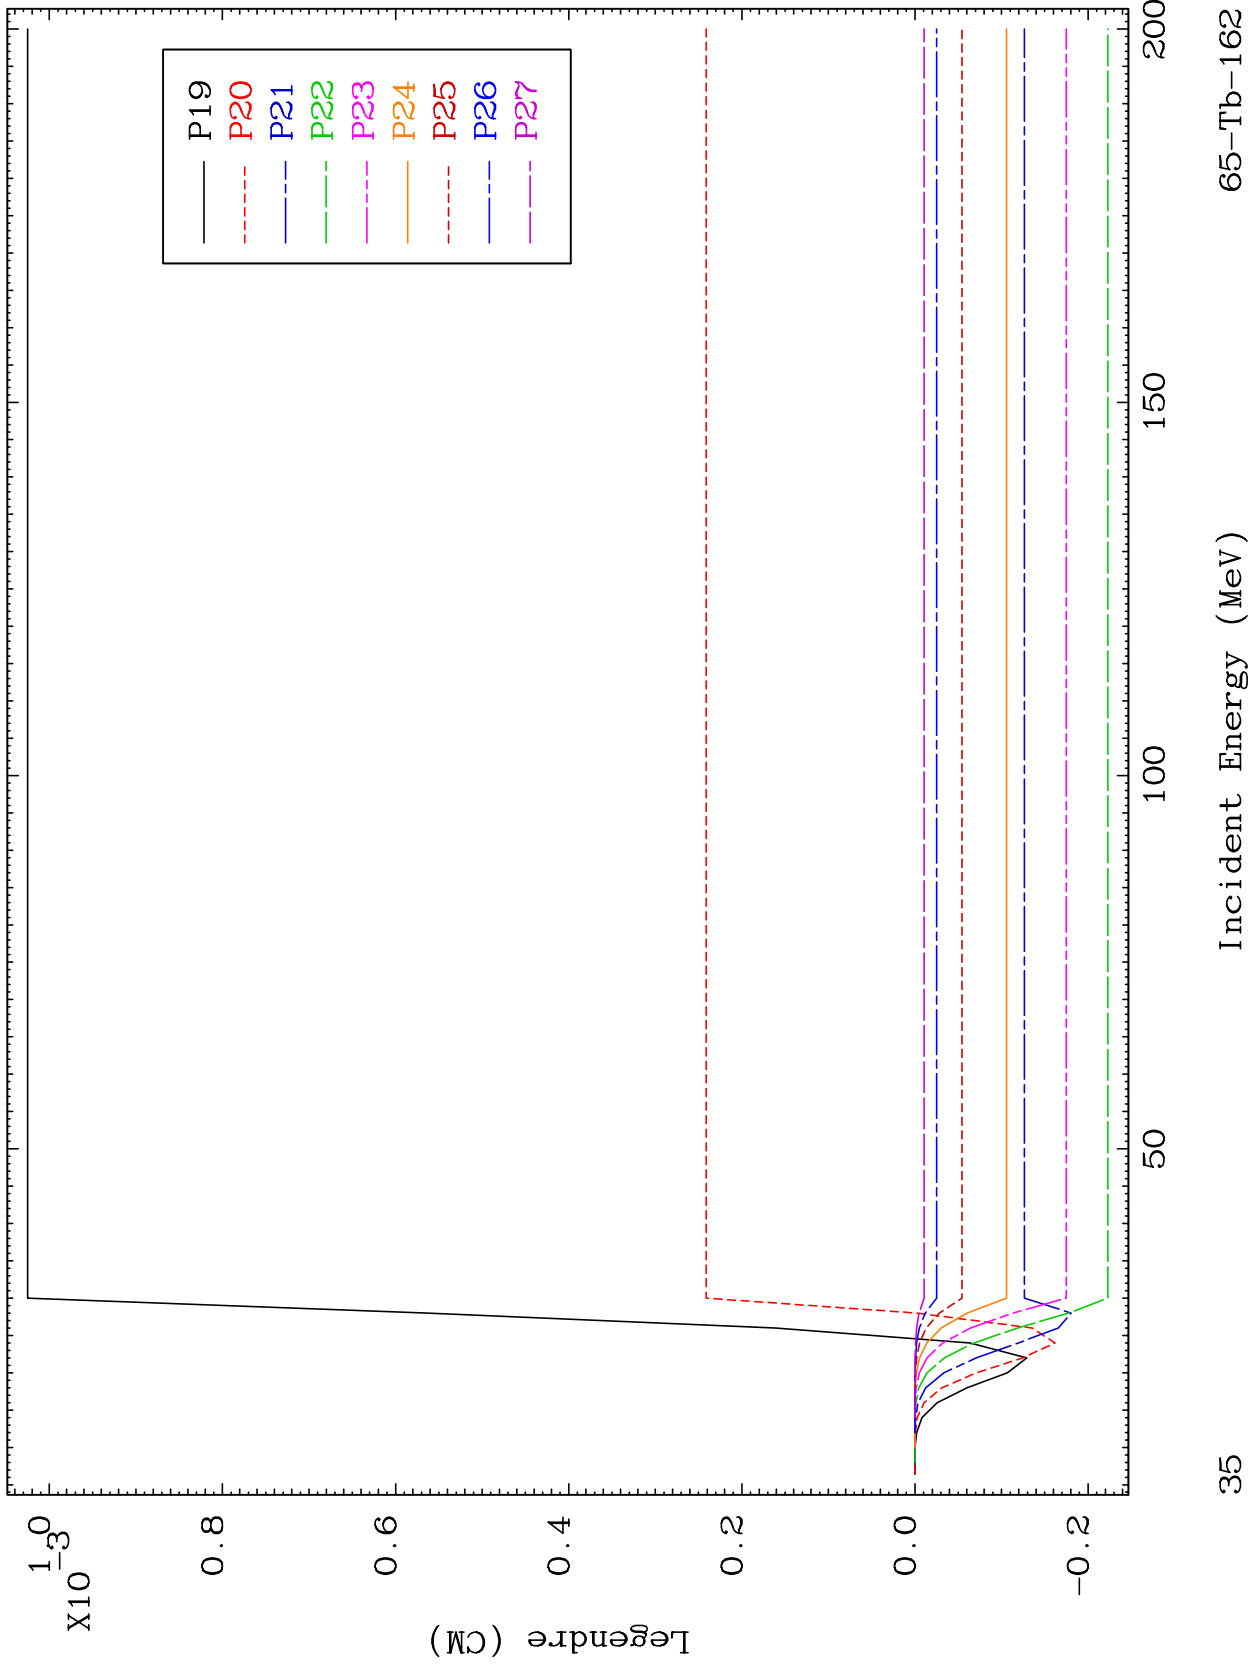 X10
-3
1.0
0.8
0.6
0.4
0.2
0.0
-0.2
Legendre (CM)
P19
P20
P21
P22
P23
P24
P25
P26
P27
50
100
150
200
35
Incident Energy (MeV)
65-Tb-162